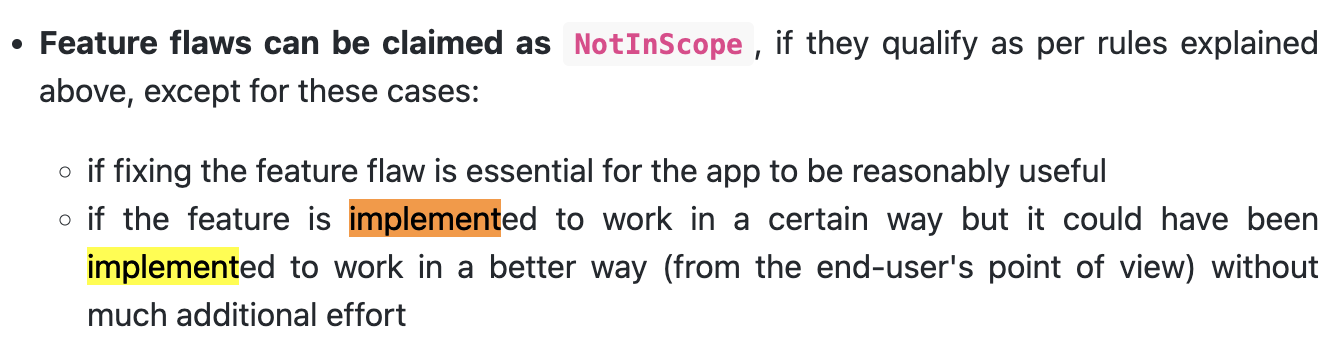 • Feature flaws can be claimed as NotInScope, if they qualify as per rules explained
above, except for these cases:
◦ if fixing the feature flaw is essential for the app to be reasonably useful
◦ if the feature is implemented to work in a certain way but it could have been
implemented to work in a better way (from the end-user's point of view) without
much additional effort